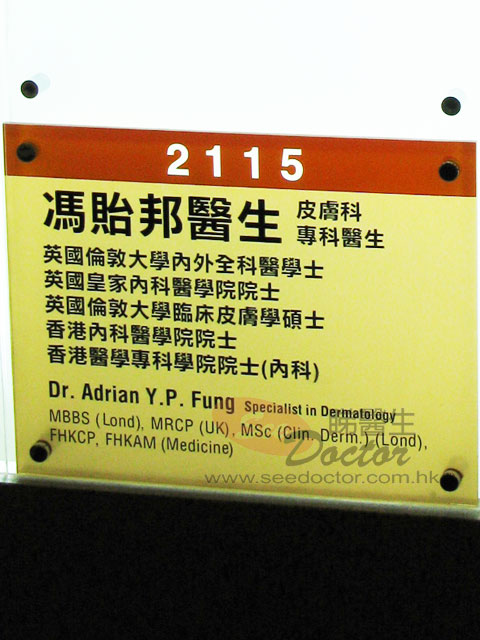 2115
馮貽邦醫生 皮膚科
專科醫生
英國倫敦大學內外全科醫學士
英國皇家內科醫學院院士
英國倫敦大學臨床皮膚學碩士
香港內科醫學院院士
香港醫學專科學院院士(內科)
Dr. Adrian Y.P. Fung Specialist in Dermatology
MBBS (Lond), MRCP (UK), MSc (Clin. Derm.) (Lond),
FHKCP, FHKAM (Medicine)
睇醫生
Doctor
www.seedoctor.com.hk